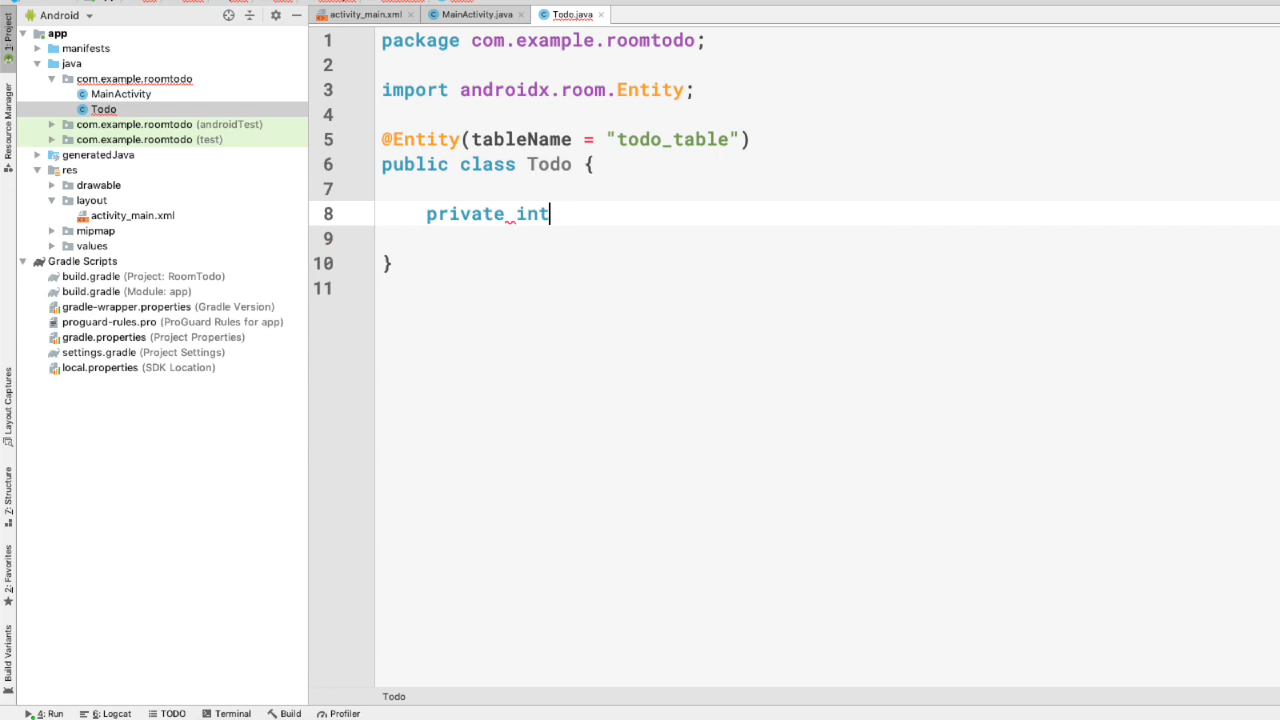 Android
activity_main.xml
MainActivity.java
Todo.java
1: Project
Resource Manager
Layout Captures
7: Structure
2: Favorites
Build Variants
app
manifests
java
com.example.roomtodo
MainActivity
Todo
com.example.roomtodo (androidTest)
com.example.roomtodo (test)
generatedJava
res
drawable
layout
activity_main.xml
mipmap
values
Gradle Scripts
build.gradle (Project: RoomTodo)
build.gradle (Module: app)
gradle-wrapper.properties (Gradle Version)
proguard-rules.pro (ProGuard Rules for app)
gradle.properties (Project Properties)
settings.gradle (Project Settings)
local.properties (SDK Location)
1 package com.example.roomtodo;
2
3 import androidx.room.Entity;
4
5 @Entity(tableName = "todo_table")
6 public class Todo {
7
8 private int
9
10 }
11
Todo
4: Run
6: Logcat
TODO
Terminal
Build
Profiler